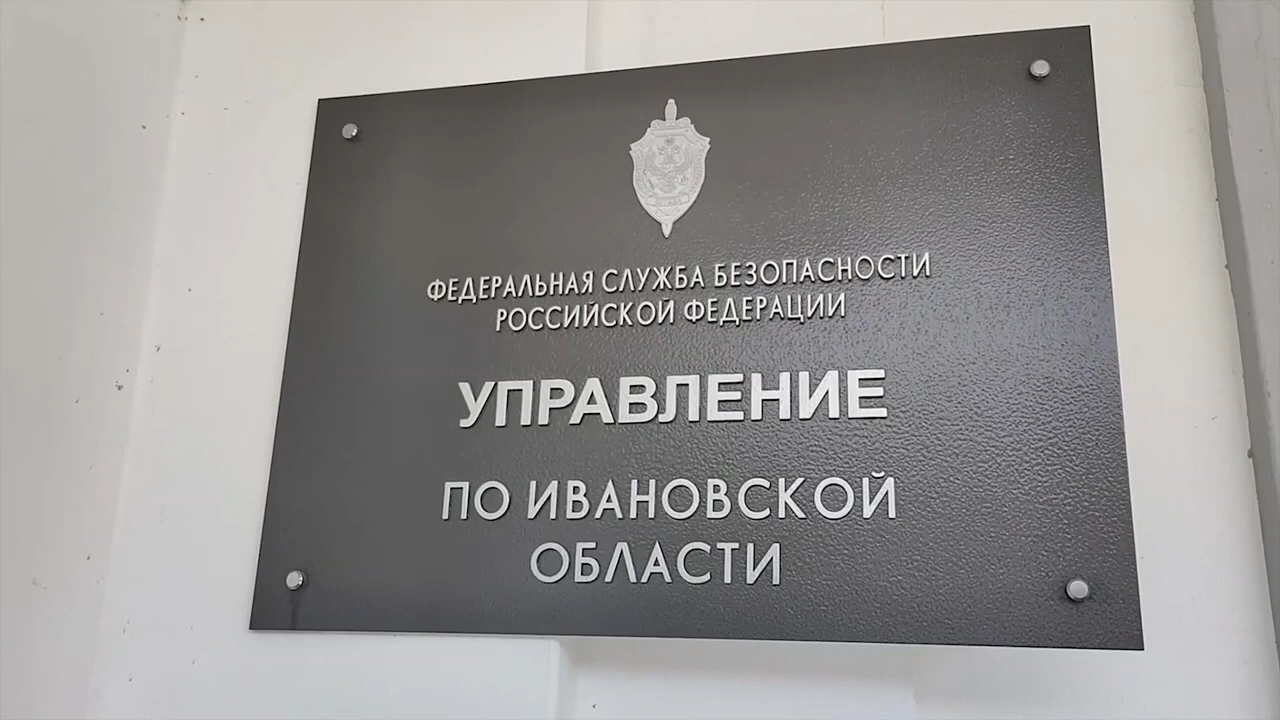 ФЕДЕРАЛЬНАЯ СЛУЖБА БЕЗОПАСНОСТИ
РОССИЙСКОЙ ФЕДЕРАЦИИ
УПРАВЛЕНИЕ
ПО ИВАНОВСКОЙ
ОБЛАСТИ